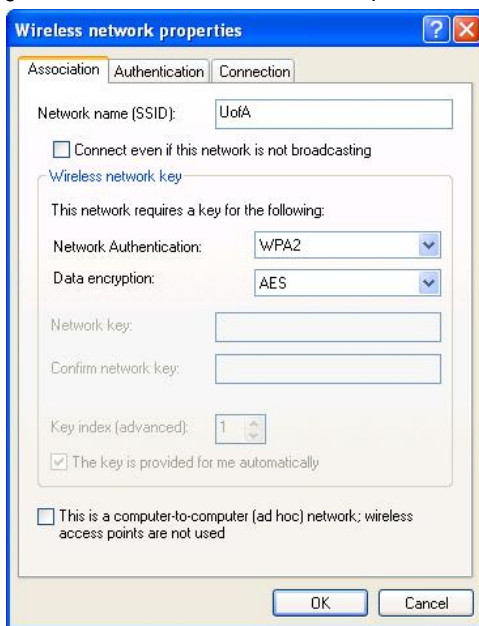 Wireless network properties
Association Authentication Connection
Network name (SSID): UofA
Connect even if this network is not broadcasting
Wireless network key
This network requires a key for the following:
Network Authentication: WPA2
Data encryption: AES
Network key:
Confirm network key:
Key index (advanced): 1
The key is provided for me automatically
This is a computer-to-computer (ad hoc) network; wireless
access points are not used
OK Cancel